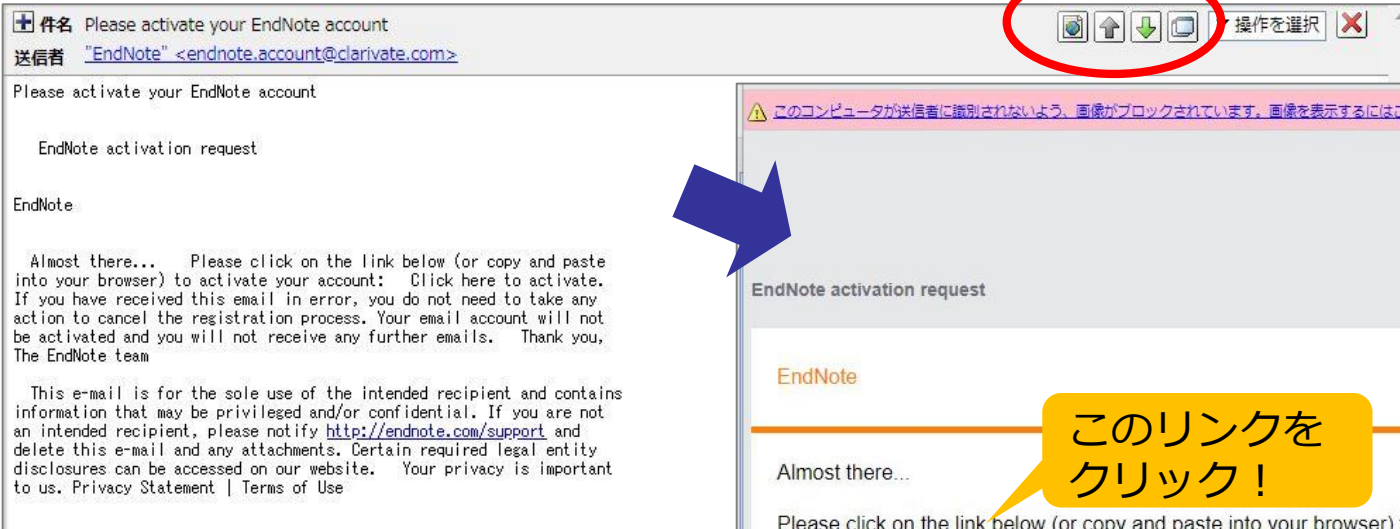 件名 Please activate your EndNote account
操作を選択
送信者 "EndNote" <endnote.account@clarivate.com>
Please activate your EndNote account
EndNote activation request
EndNote
Almost there... Please click on the link below (or copy and paste
into your browser) to activate your account: Click here to activate.
If you have received this email in error, you do not need to take any
action to cancel the registration process. Your email account will not
be activated and you will not receive any further emails. Thank you,
The EndNote team
This e-mail is for the sole use of the intended recipient and contains
information that may be privileged and/or confidential. If you are not
an intended recipient, please notify http://endnote.com/support and
delete this e-mail and any attachments. Certain required legal entity
disclosures can be accessed on our website. Your privacy is important
to us. Privacy Statement | Terms of Use
このコンピュータが送信者に識別されないよう、画像がブロックされています。画像を表示するには
EndNote activation request
EndNote
このリンクを
クリック！
Almost there...
Please click on the link below (or copy and paste into your browser)